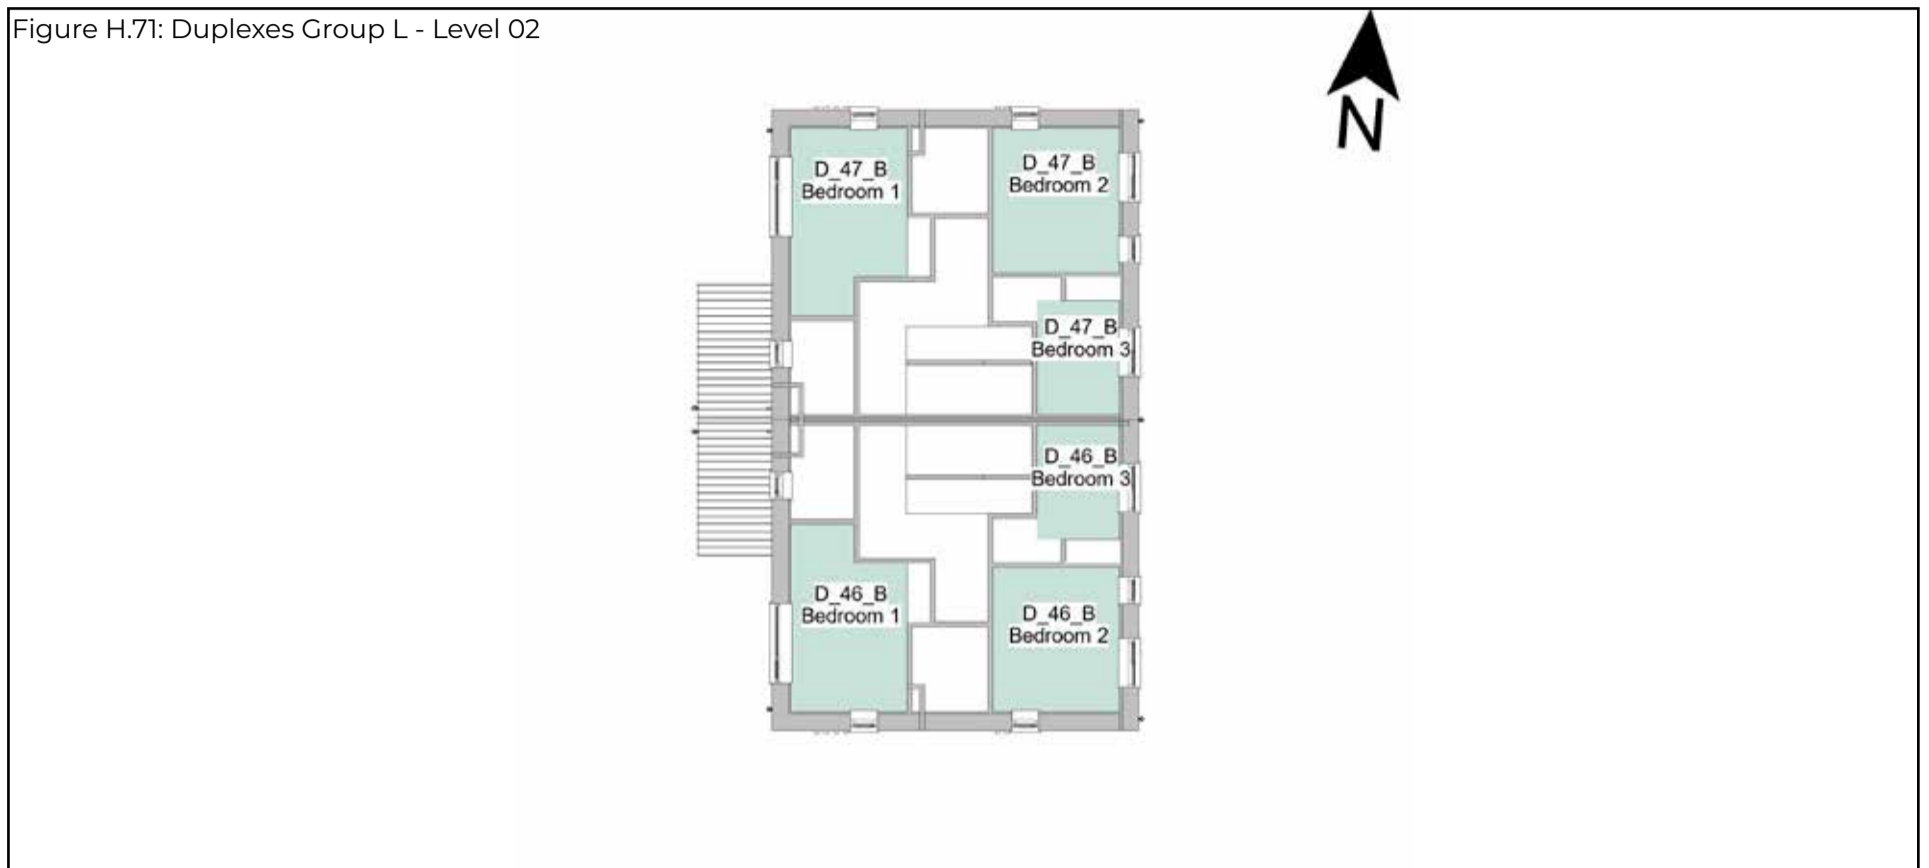 Figure H.71: Duplexes Group L - Level 02
N
D_47_B
Bedroom 1
D_47_B
Bedroom 2
D_47_B
Bedroom 3
D_46_B
Bedroom 3
D_46_B
Bedroom 1
D_46_B
Bedroom 2